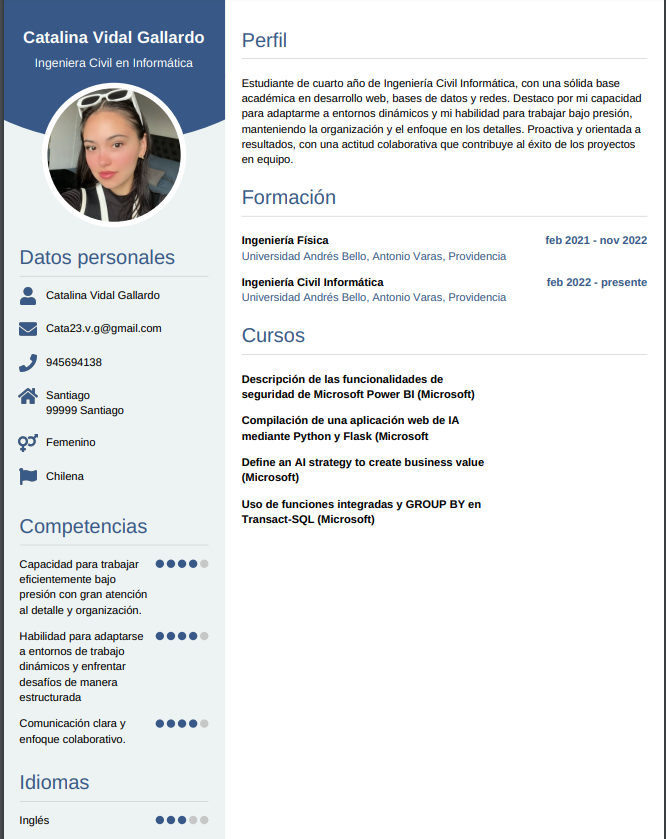 Catalina Vidal Gallardo
Ingeniera Civil en Informática
Datos personales
Catalina Vidal Gallardo
Cata23.v.g@gmail.com
945694138
Santiago
99999 Santiago
Femenino
Chilena
Competencias
Capacidad para trabajar
eficientemente bajo
presión con gran atención
al detalle y organización.
Habilidad para adaptarse
a entornos de trabajo
dinámicos y enfrentar
desafíos de manera
estructurada
Comunicación clara y
enfoque colaborativo.
Idiomas
Inglés
Perfil
Estudiante de cuarto año de Ingeniería Civil Informática, con una sólida base
académica en desarrollo web, bases de datos y redes. Destaco por mi capacidad
para adaptarme a entornos dinámicos y mi habilidad para trabajar bajo presión,
manteniendo la organización y el enfoque en los detalles. Proactiva y orientada a
resultados, con una actitud colaborativa que contribuye al éxito de los proyectos
en equipo.
Formación
Ingeniería Física feb 2021 - nov 2022
Universidad Andrés Bello, Antonio Varas, Providencia
Ingeniería Civil Informática feb 2022 - presente
Universidad Andrés Bello, Antonio Varas, Providencia
Cursos
Descripción de las funcionalidades de
seguridad de Microsoft Power BI (Microsoft)
Compilación de una aplicación web de IA
mediante Python y Flask (Microsoft
Define an AI strategy to create business value
(Microsoft)
Uso de funciones integradas y GROUP BY en
Transact-SQL (Microsoft)